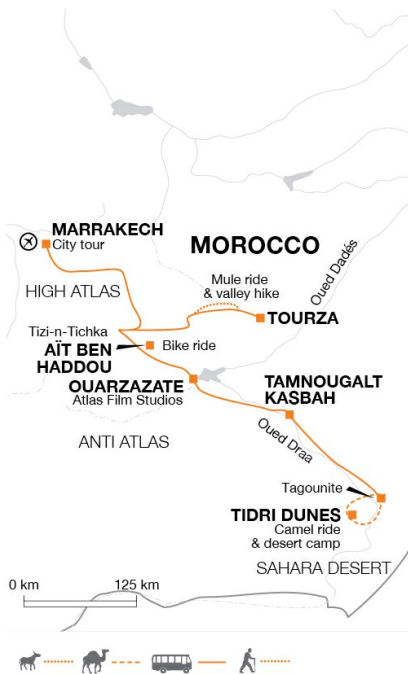 MARRAKECH
City tour
MOROCCO
Oued Dadés
Mule ride
& valley hike
HIGH ATLAS
TOURZA
Tizi-n-Tichka
AÏT BEN
HADDOU
Bike ride
OUARZAZATE
Atlas Film Studios
TAMNOUGALT
KASBAH
ANTI ATLAS
Oued Draa
Tagounite
TIDRI DUNES
Camel ride
& desert camp
SAHARA DESERT
0 km 125 km